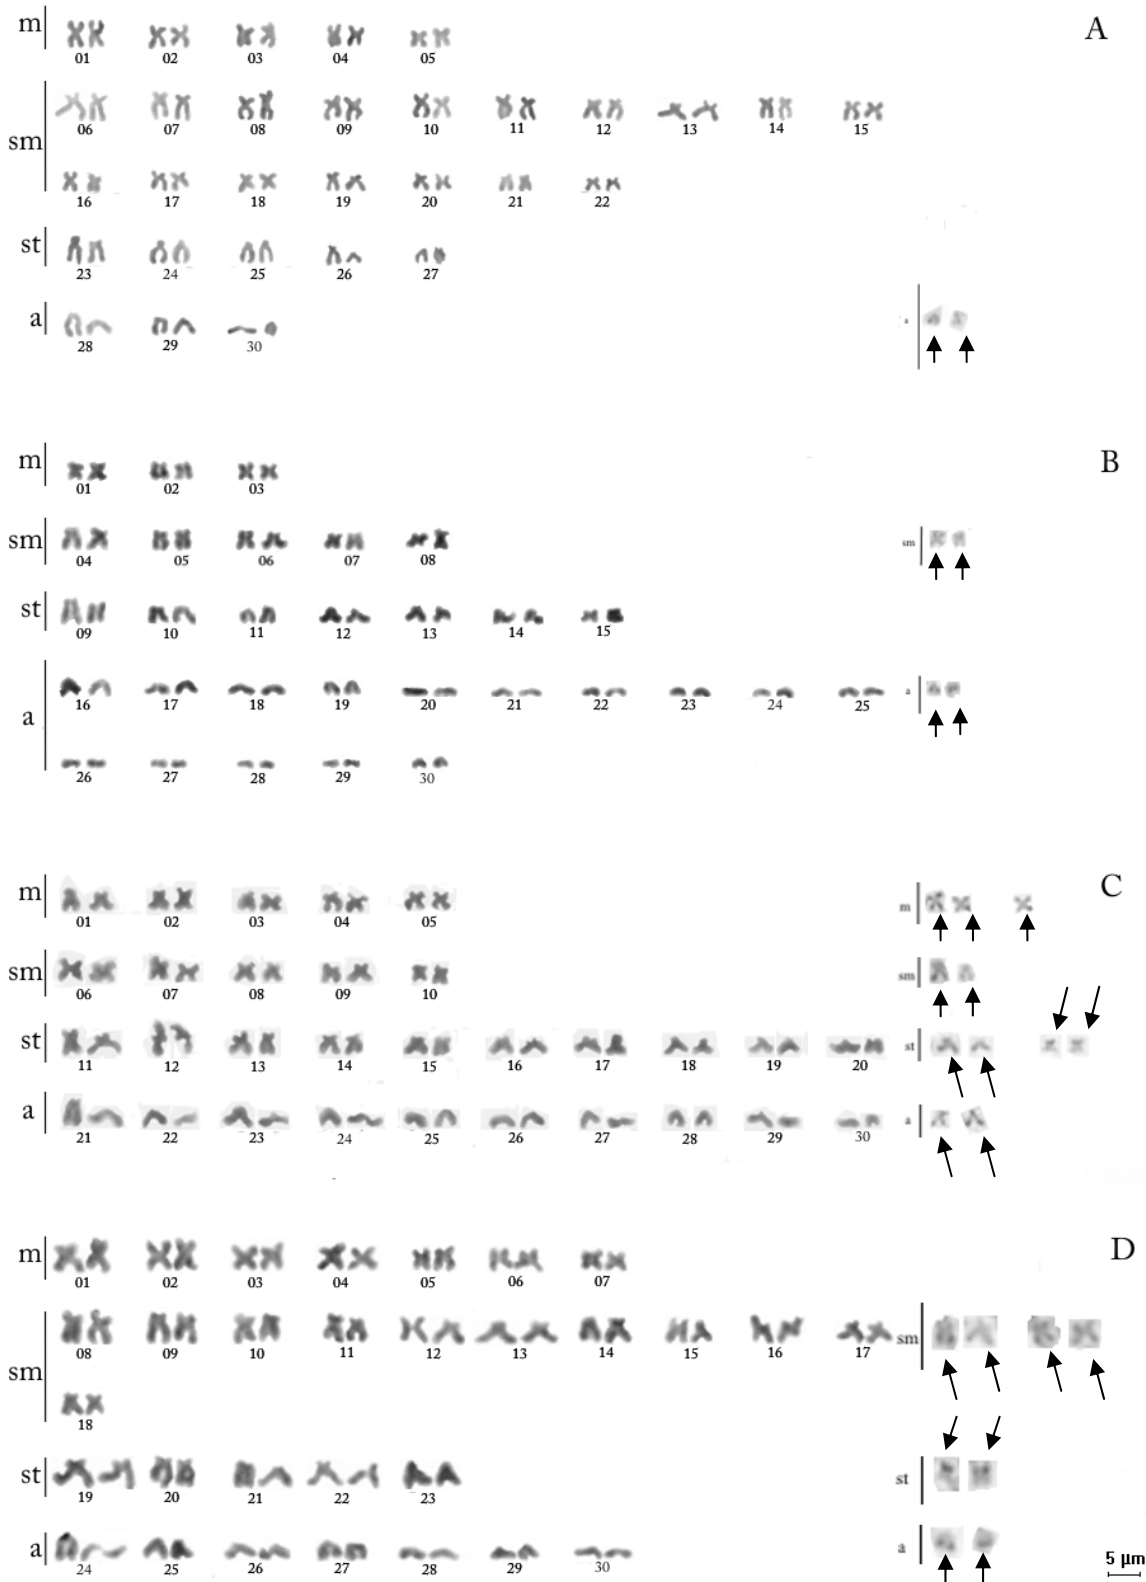 m
A
01 02 03 04 05
sm
06 07 08 09 10 11 12 13 14 15
16 17 18 19 20 21 22
st
23 24 25 26 27
a
a
28 29 30
m
B
01 02 03
sm
sm
04 05 06 07 08
st
09 10 11 12 13 14 15
a
a
16 17 18 19 20 21 22 23 24 25
26 27 28 29 30
m
m
C
01 02 03 04 05
sm
sm
06 07 08 09 10
st
st
11 12 13 14 15 16 17 18 19 20
a
a
21 22 23 24 25 26 27 28 29 30
m
D
01 02 03 04 05 06 07
sm
sm
08 09 10 11 12 13 14 15 16 17
18
st
st
19 20 21 22 23
a
a
24 25 26 27 28 29 30
5 µm